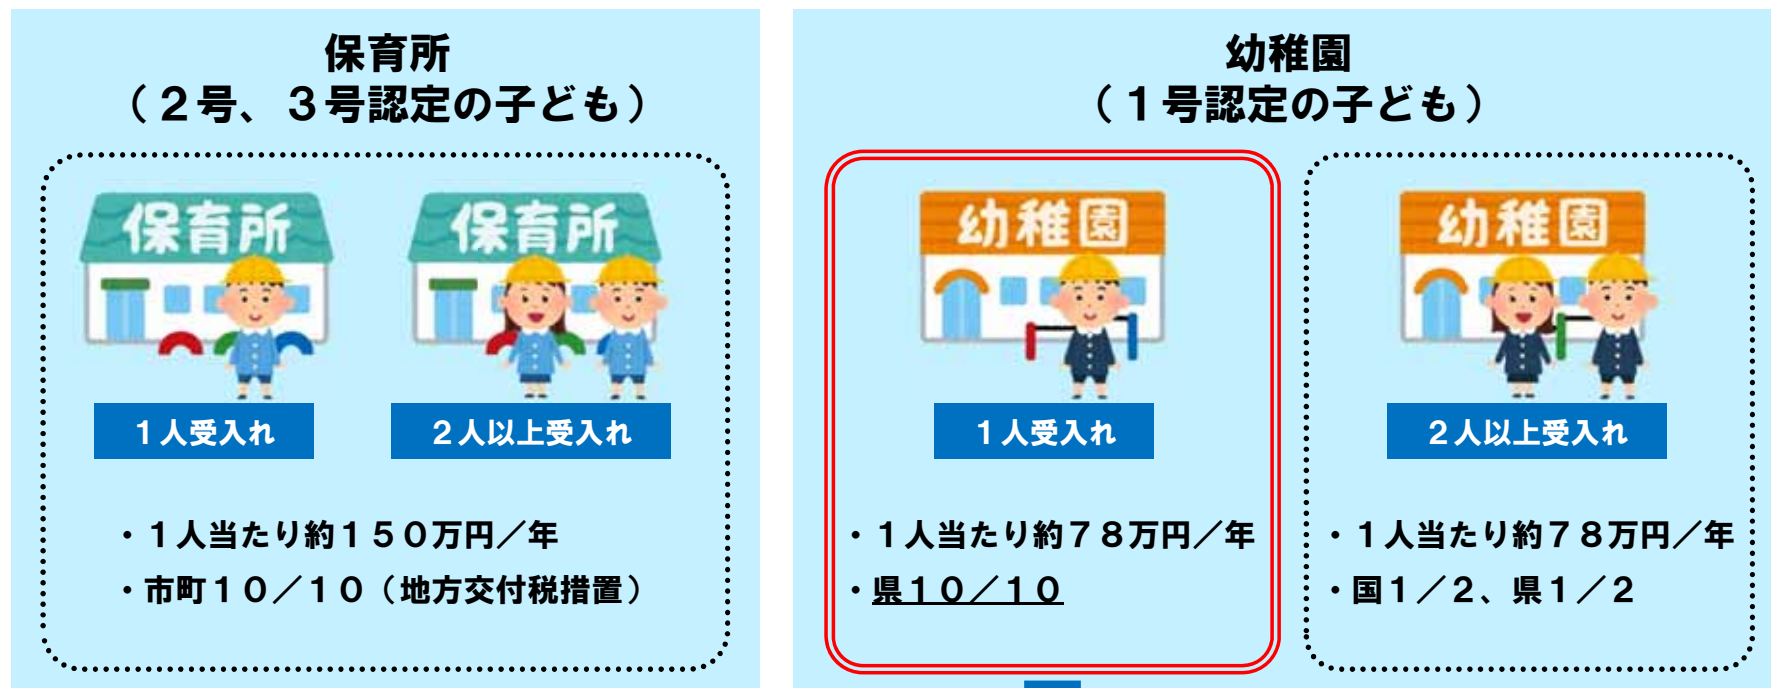 保育所
（２号、３号認定の子ども）
保育所
保育所
１人受入れ
２人以上受入れ
・１人当たり約１５０万円／年
・市町１０／１０（地方交付税措置）
幼稚園
（１号認定の子ども）
幼稚園
１人受入れ
・１人当たり約７８万円／年
・県１０／１０
幼稚園
２人以上受入れ
・１人当たり約７８万円／年
・国１／２、県１／２